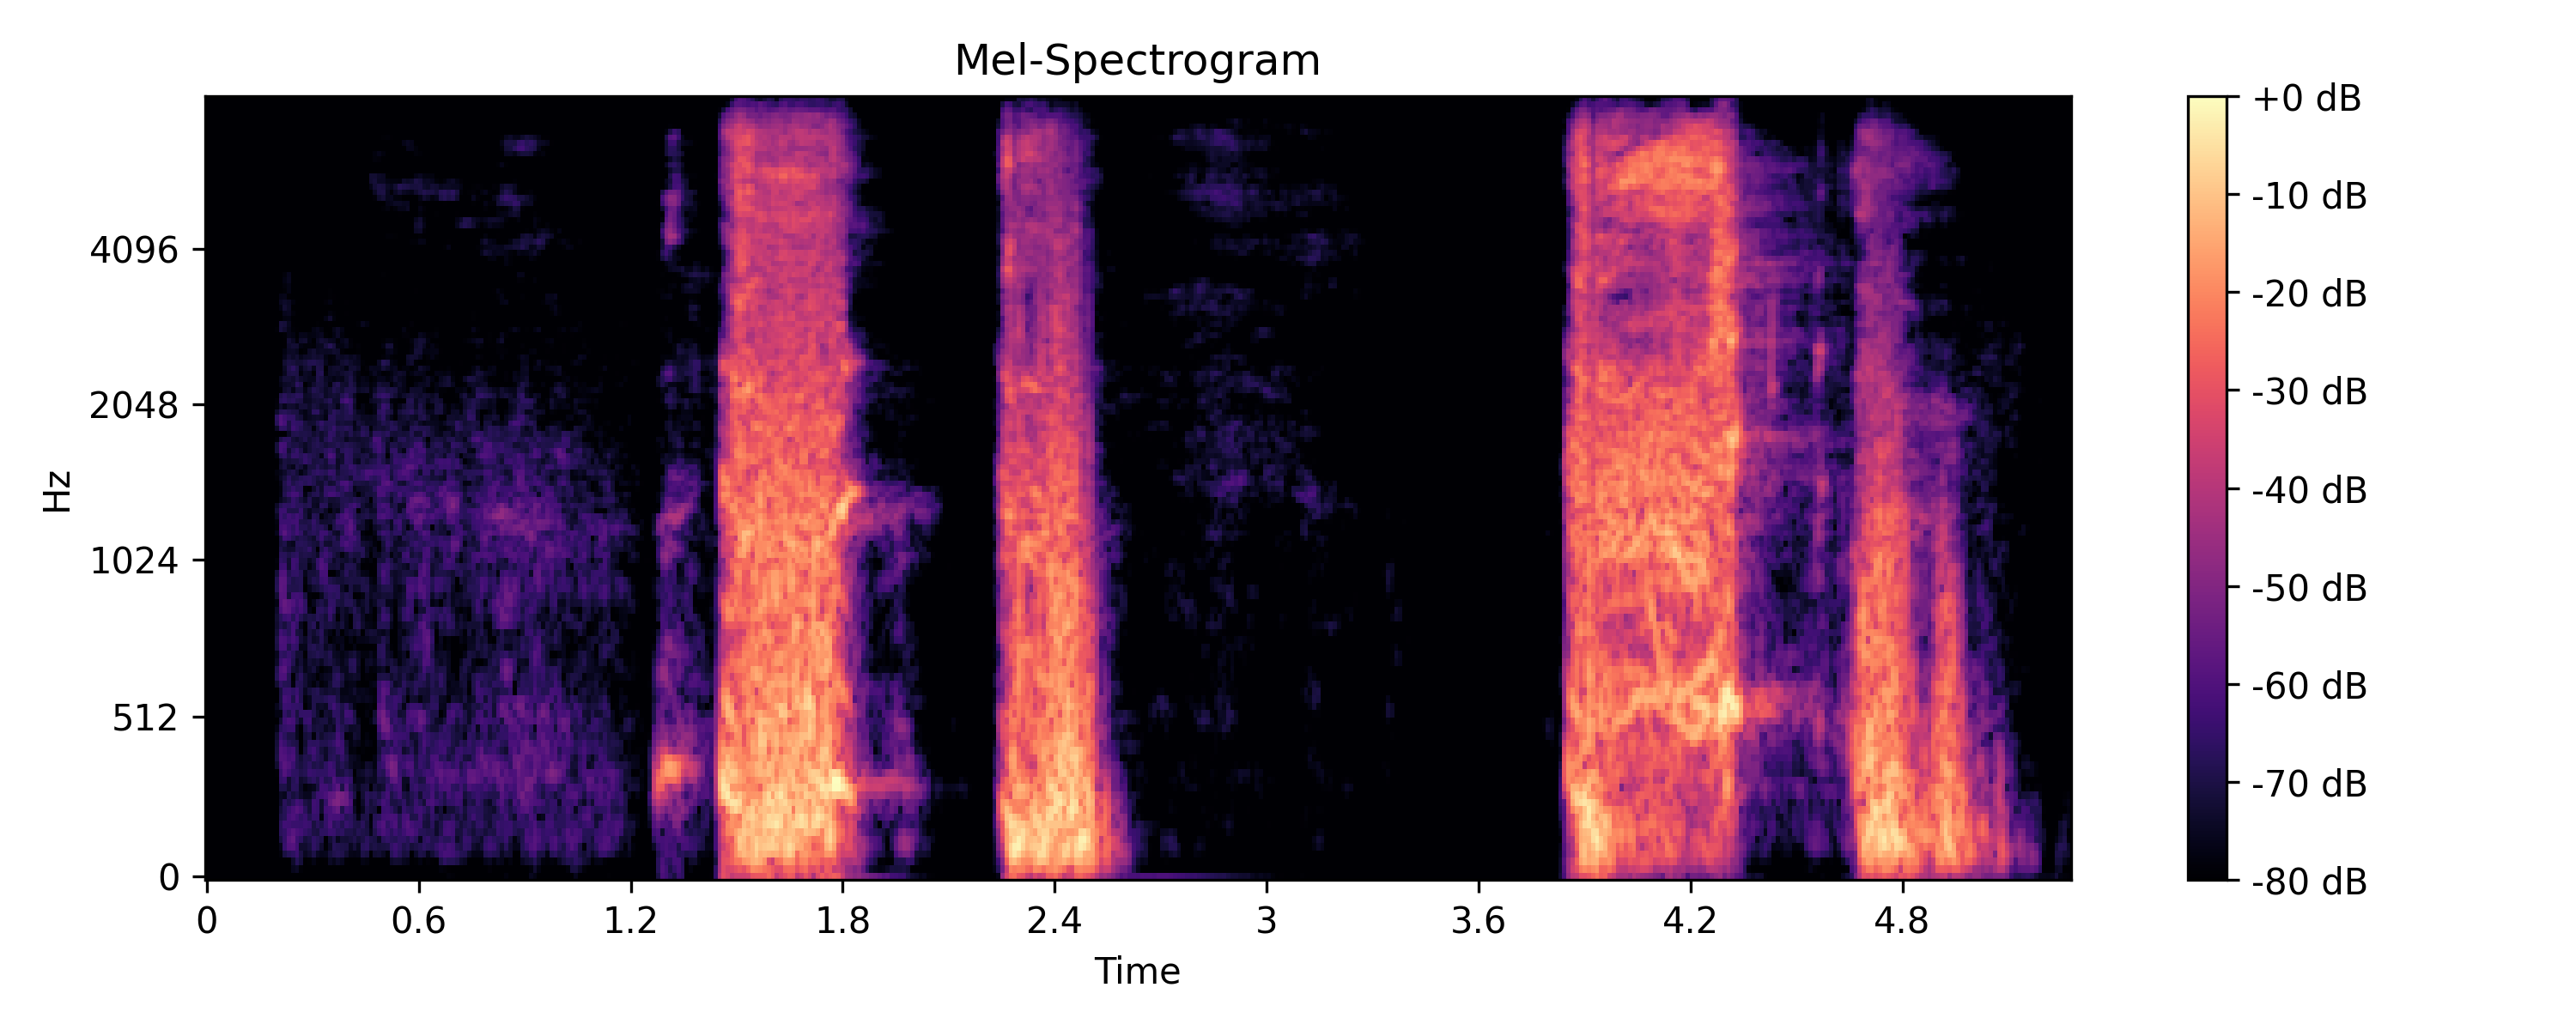 Mel-Spectrogram
+0 dB
4096
-10 dB
-20 dB
2048
-30 dB
Hz
-40 dB
1024
-50 dB
512
-60 dB
-70 dB
0
-80 dB
0 0.6 1.2 1.8 2.4 3 3.6 4.2 4.8
Time